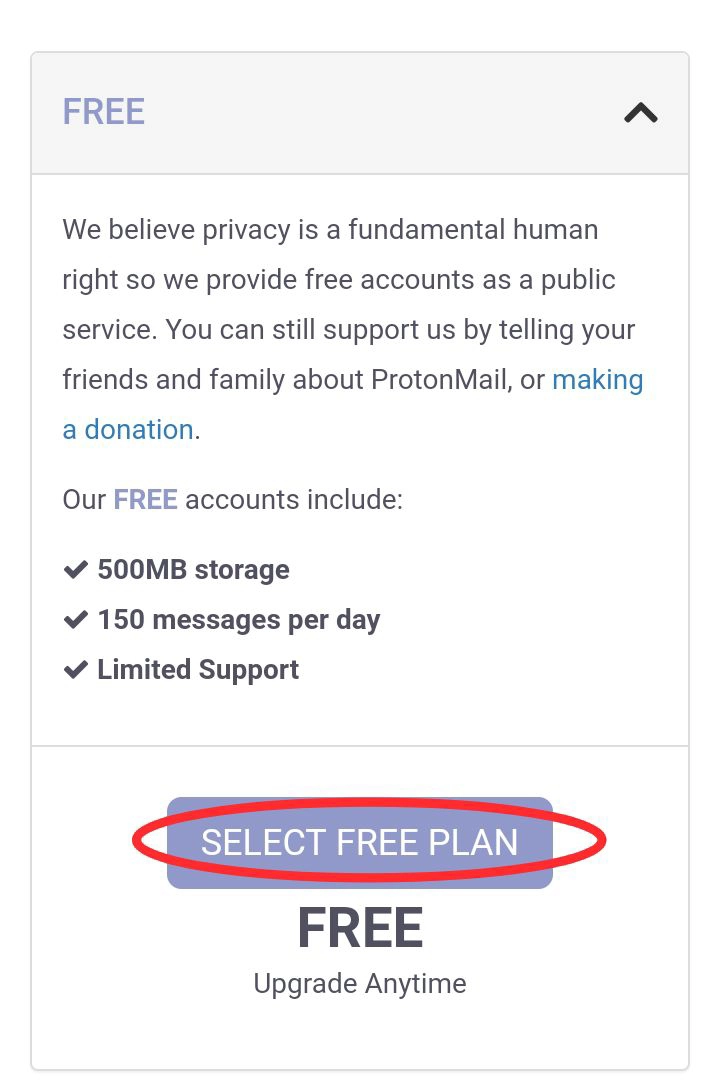 FREE
We believe privacy is a fundamental human
right so we provide free accounts as a public
service. You can still support us by telling your
friends and family about ProtonMail, or making
a donation.
Our FREE accounts include:
500MB storage
150 messages per day
Limited Support
SELECT FREE PLAN
FREE
Upgrade Anytime